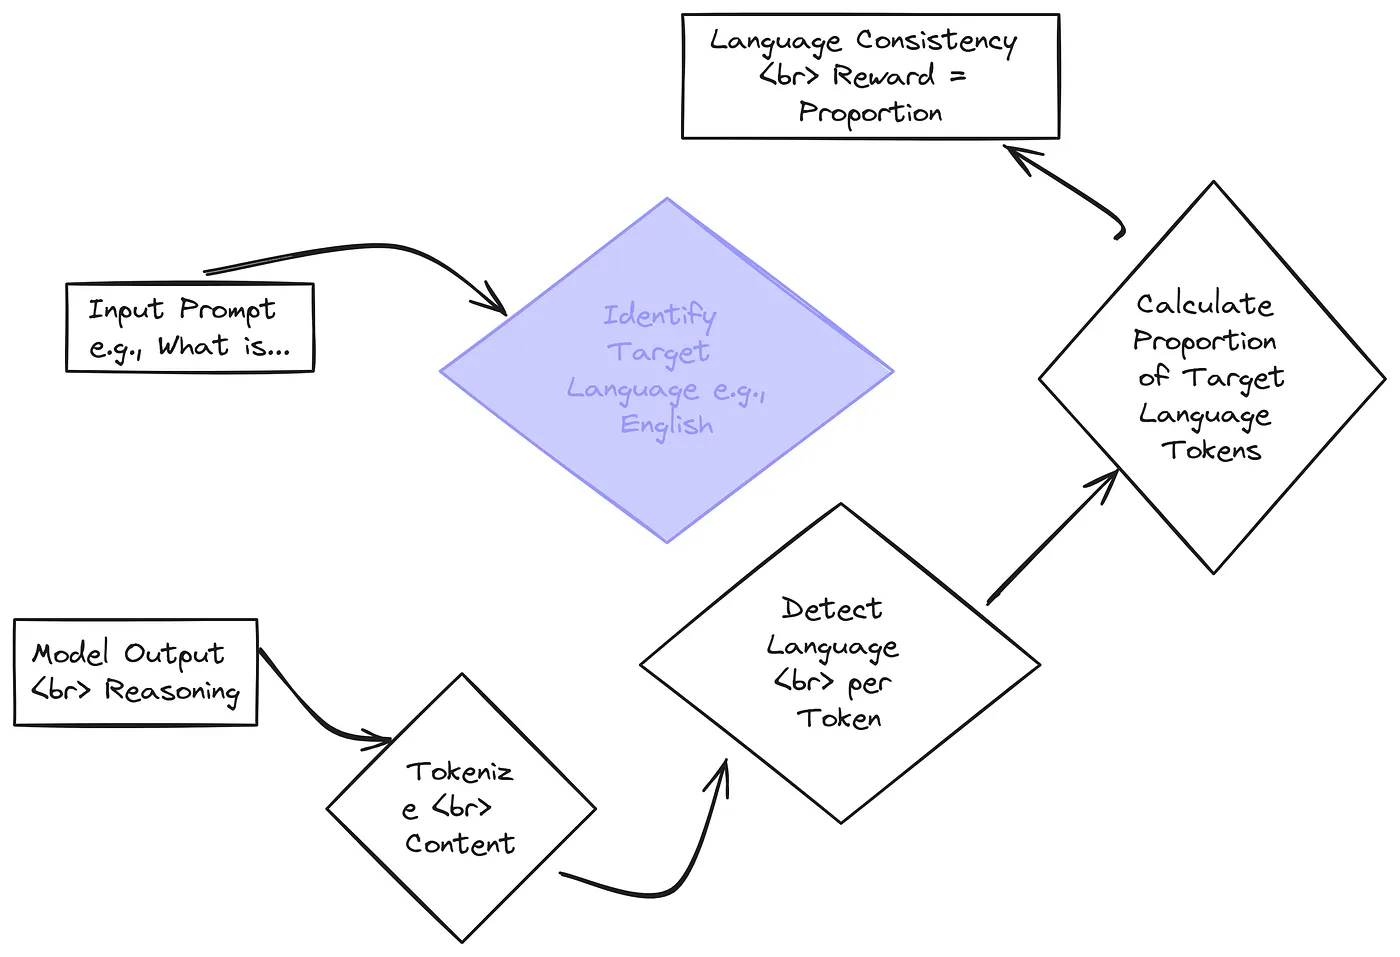 Language Consistency
<br> Reward =
Proportion
Input Prompt
e.g., What is...
Identify
Target
Language e.g.,
English
Calculate
Proportion
of Target
Language
Tokens
Model Output
<br> Reasoning
Tokeniz
e <br>
Content
Detect
Language
<br> per
Token